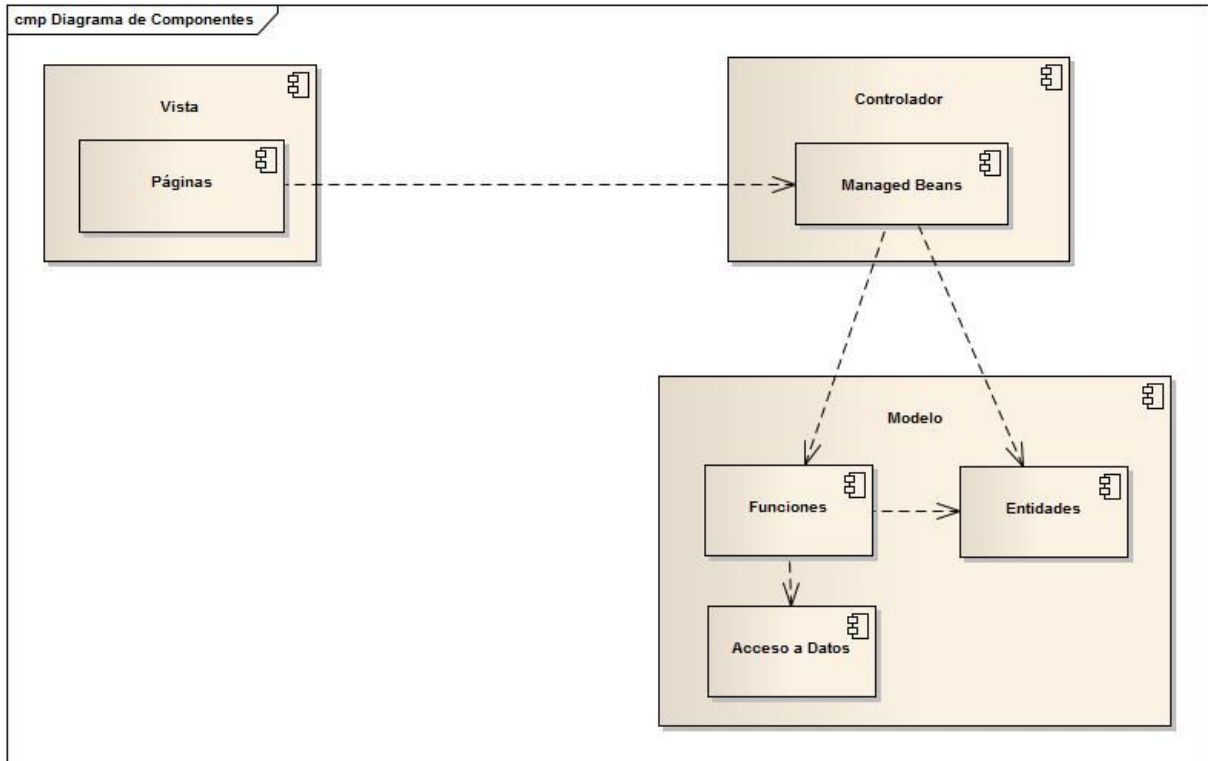 cmp Diagrama de Componentes
Vista
Controlador
Páginas
Managed Beans
Modelo
Funciones
Entidades
Acceso a Datos